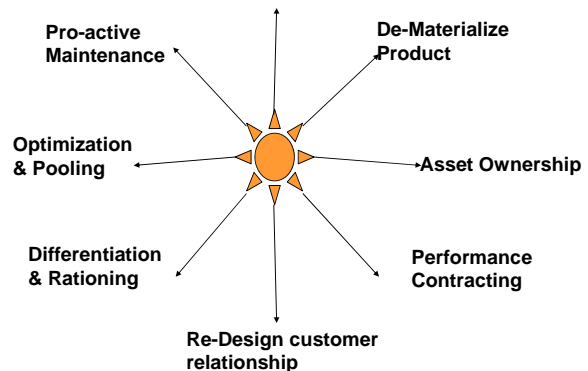 Pro-active
Maintenance
De-Materialize
Product
Optimization
& Pooling
Asset Ownership
Differentiation
& Rationing
Performance
Contracting
Re-Design customer
relationship